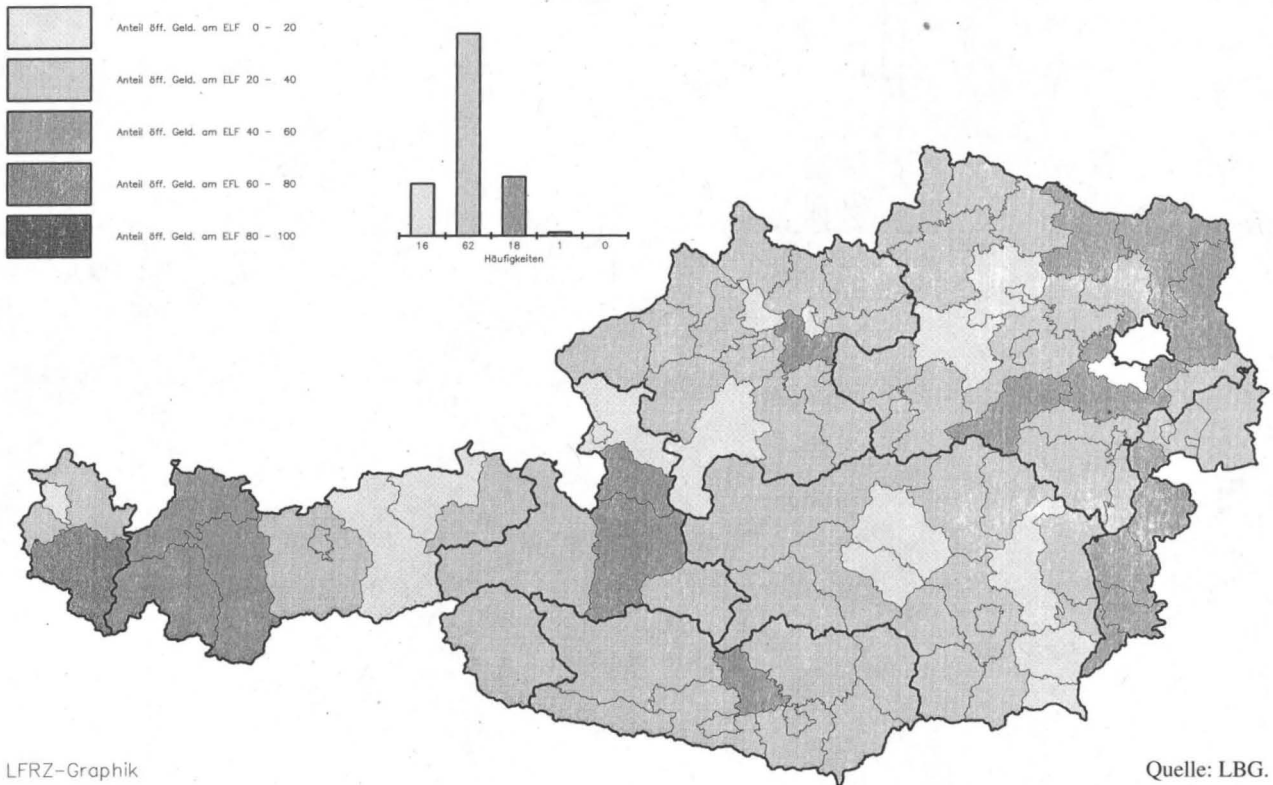 Anteil öff. Geld. am ELF 0 - 20
Anteil öff. Geld. am ELF 20 - 40
Anteil öff. Geld. am ELF 40 - 60
Anteil öff. Geld. am EFL 60 - 80
Anteil öff. Geld. am ELF 80 - 100
16 62 18 1 0
Häufigkeiten
LFRZ-Graphik
Quelle: LBG.